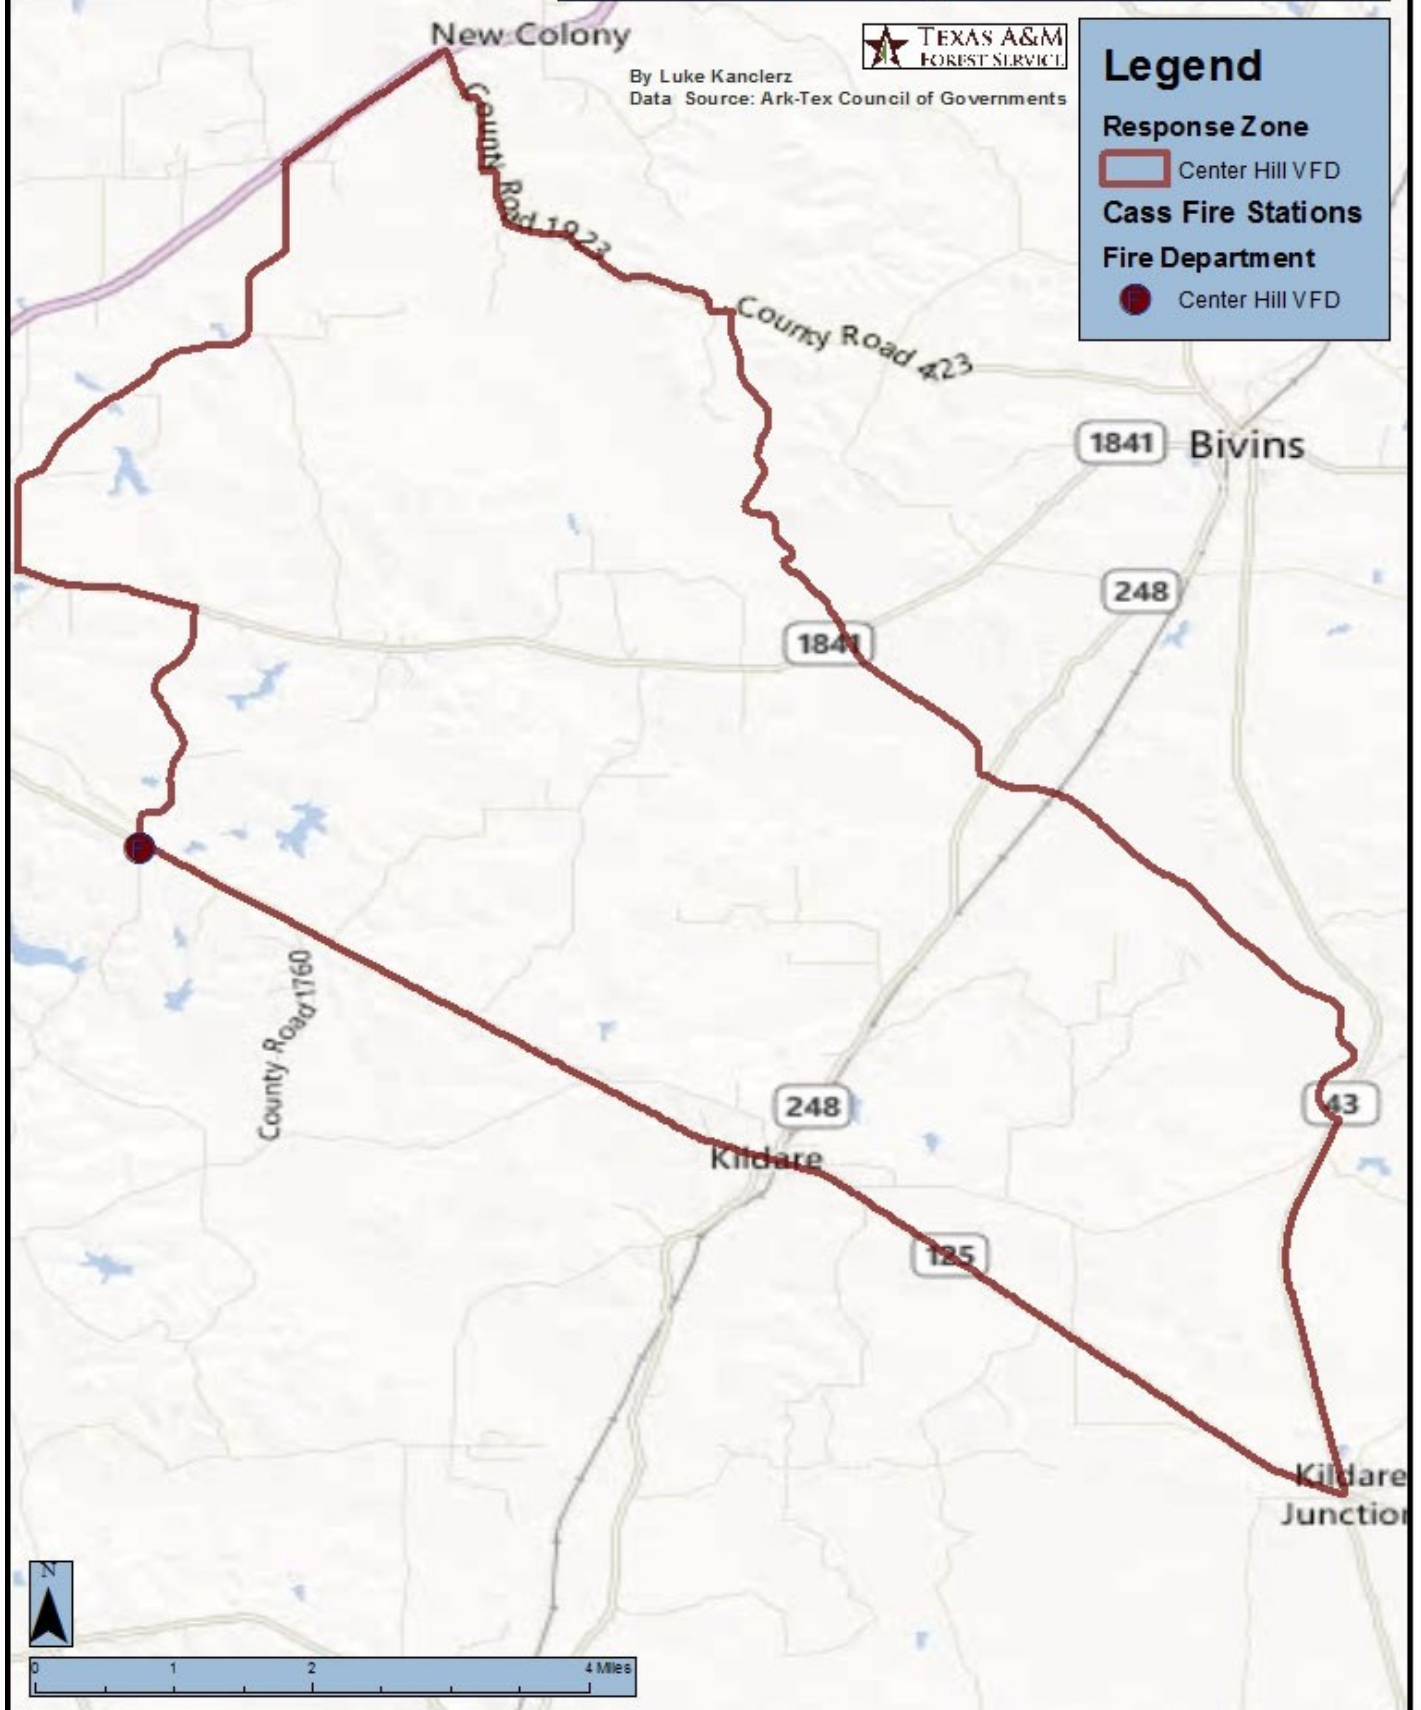 New Colony
TEXAS A&M
FOREST SERVICE
By Luke Kanclerz
Data Source: Ark-Tex Council of Governments
Legend
Response Zone
Center Hill VFD
Cass Fire Stations
Fire Department
F
Center Hill VFD
County Road 1923
County Road 423
1841
Bivins
248
1841
F
County Road 1760
248
43
Kildare
125
Kildare
Junction
N
0 1 2 4 Miles